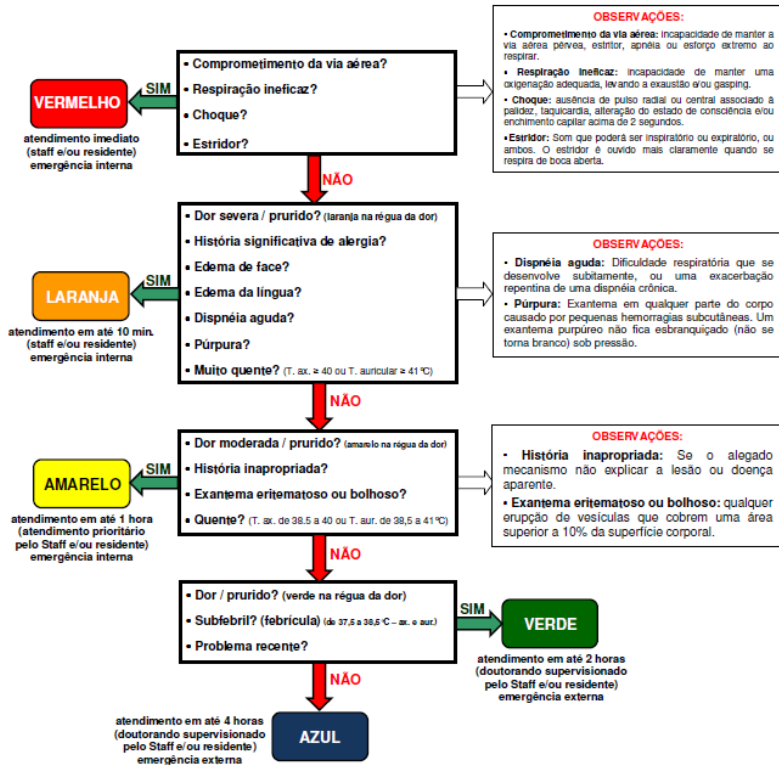 ▪ Comprometimento da via aérea?
▪ Respiração ineficaz?
▪ Choque?
▪ Estridor?
SIM
VERMELHO
atendimento imediato
(staff e/ou residente)
emergência interna
OBSERVAÇÕES:
▪ Comprometimento da via aérea: incapacidade de manter a
via aérea pérvea, estritor, apnéia ou esforço extremo ao
respirar.
▪ Respiração Ineficaz: incapacidade de manter uma
oxigenação adequada, levando a exaustão e/ou gasping.
▪ Choque: ausência de pulso radial ou central associado à
palidez, taquicardia, alteração do estado de consciência e/ou
enchimento capilar acima de 2 segundos.
▪Estridor: Som que poderá ser inspiratório ou expiratório, ou
ambos. O estridor é ouvido mais claramente quando se
respira de boca aberta.
NÃO
▪ Dor severa / prurido? (laranja na régua da dor)
▪ História significativa de alergia?
▪ Edema de face?
▪ Edema da língua?
▪ Dispnéia aguda?
▪ Púrpura?
▪ Muito quente? (T. ax. ≥ 40 ou T. auricular ≥ 41ºC)
SIM
LARANJA
atendimento em até 10 min.
(staff e/ou residente)
emergência interna
OBSERVAÇÕES:
▪ Dispnéia aguda: Dificuldade respiratória que se
desenvolve subitamente, ou uma exacerbação
repentina de uma dispnéia crônica.
▪ Púrpura: Exantema em qualquer parte do corpo
causado por pequenas hemorragias subcutâneas. Um
exantema purpúreo não fica esbranquiçado (não se
torna branco) sob pressão.
NÃO
▪ Dor moderada / prurido? (amarelo na régua da dor)
▪ História inapropriada?
▪ Exantema eritematoso ou bolhoso?
▪ Quente? (T. ax. de 38.5 a 40 ou T. aur. de 38,5 a 41ºC)
SIM
AMARELO
atendimento em até 1 hora
(atendimento prioritário
pelo Staff e/ou residente)
emergência interna
OBSERVAÇÕES:
▪ História inapropriada: Se o alegado
mecanismo não explicar a lesão ou doença
aparente.
▪ Exantema eritematoso ou bolhoso: qualquer
erupção de vesículas que cobrem uma área
superior a 10% da superfície corporal.
NÃO
▪ Dor / prurido? (verde na régua da dor)
▪ Subfebril? (febrícula) (de 37,5 a 38,5ºC – ax. e aur.)
▪ Problema recente?
SIM
VERDE
atendimento em até 2 horas
(doutorando supervisionado
pelo Staff e/ou residente)
emergência externa
NÃO
atendimento em até 4 horas
(doutorando supervisionado
pelo Staff e/ou residente)
emergência externa
AZUL